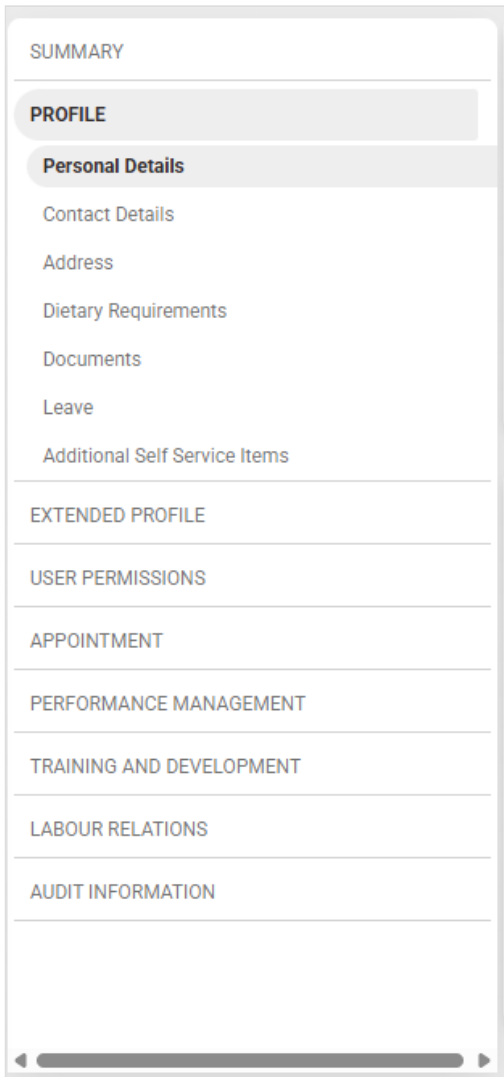 SUMMARY
PROFILE
Personal Details
Contact Details
Address
Dietary Requirements
Documents
Leave
Additional Self Service Items
EXTENDED PROFILE
USER PERMISSIONS
APPOINTMENT
PERFORMANCE MANAGEMENT
TRAINING AND DEVELOPMENT
LABOUR RELATIONS
AUDIT INFORMATION